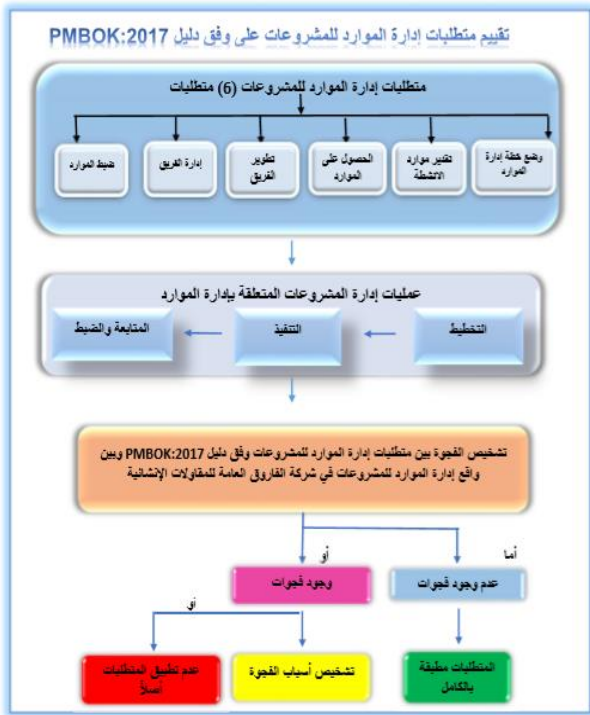 تقييم متطلبات إدارة الموارد للمشروعات على وفق دليل PMBOK:2017
متطلبات إدارة الموارد للمشروعات (6) متطلبات
وضع خطة إدارة
الموارد
تقدير موارد
الانشطة
الحصول على
الموارد
تطوير
الفريق
إدارة الفريق
ضبط الموارد
عمليات إدارة المشروعات المتعلقة بإدارة الموارد
التخطيط
التنفيذ
المتابعة والضبط
تشخيص الفجوة بين متطلبات إدارة الموارد للمشروعات وفق دليل PMBOK:2017 وبين
واقع إدارة الموارد للمشروعات في شركة الفاروق العامة للمقاولات الإنشائية
أما
أو
عدم وجود فجوات
وجود فجوات
أو
المتطلبات مطبقة
بالكامل
تشخيص أسباب الفجوة
عدم تطبيق المتطلبات
أصلاً